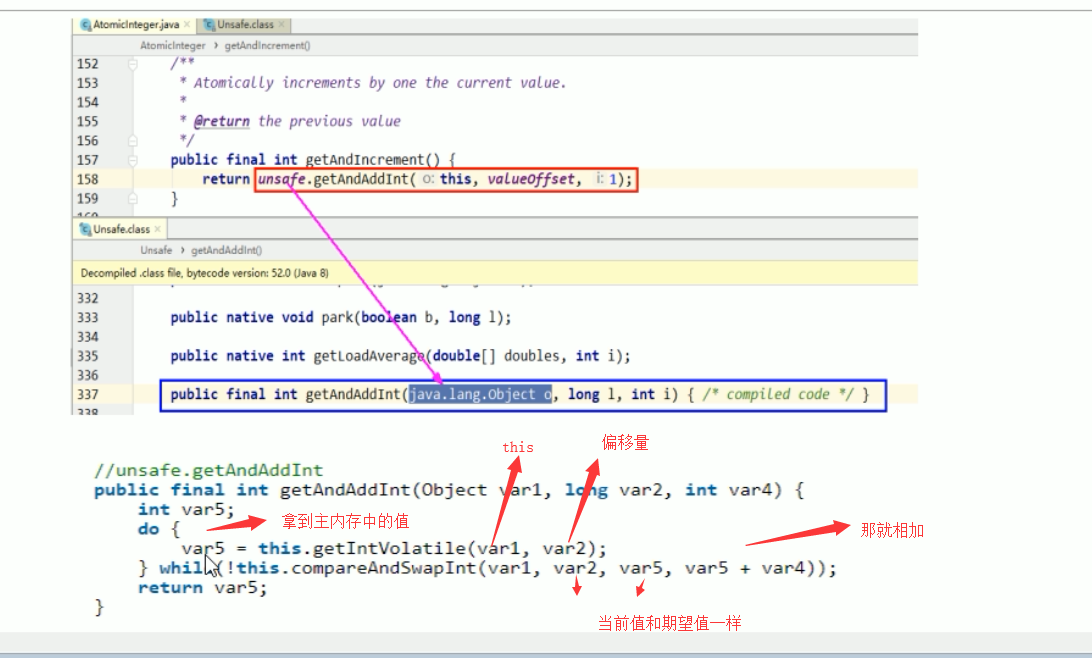 AtomicInteger.java × Unsafe.class ×
AtomicInteger › getAndIncrement()
152 /**
153 * Atomically increments by one the current value.
154 *
155 * @return the previous value
156 */
157 public final int getAndIncrement() {
158 return unsafe.getAndAddInt( o: this, valueOffset, i: 1);
159 }
160
Unsafe.class ×
Unsafe › getAndAddInt()
Decompiled .class file, bytecode version: 52.0 (Java 8)
332
333 public native void park(boolean b, long l);
334
335 public native int getLoadAverage(double[] doubles, int i);
336
337 public final int getAndAddInt(java.lang.Object o, long l, int i) { /* compiled code */ }
338
this
偏移量
//unsafe.getAndAddInt
public final int getAndAddInt(Object var1, long var2, int var4) {
int var5;
do {
拿到主内存中的值
那就相加
var5 = this.getIntVolatile(var1, var2);
} while(!this.compareAndSwapInt(var1, var2, var5, var5 + var4));
return var5;
}
当前值和期望值一样